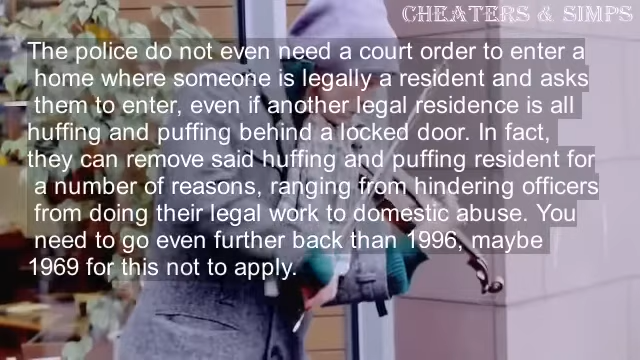 CHEATERS & SIMPS
The police do not even need a court order to enter a
home where someone is legally a resident and asks
them to enter, even if another legal residence is all
huffing and puffing behind a locked door. In fact,
they can remove said huffing and puffing resident for
a number of reasons, ranging from hindering officers
from doing their legal work to domestic abuse. You
need to go even further back than 1996, maybe
1969 for this not to apply.